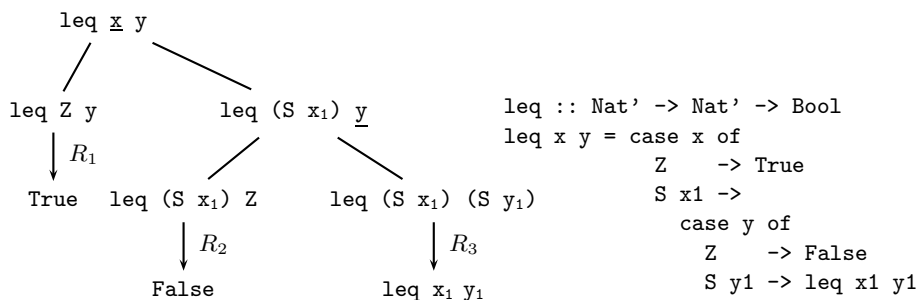 leq x y
leq Z y
leq (S x₁) y
R₁
True
leq (S x₁) Z
leq (S x₁) (S y₁)
R₂
R₃
False
leq x₁ y₁
leq :: Nat' -> Nat' -> Bool
leq x y = case x of
Z -> True
S x1 ->
case y of
Z -> False
S y1 -> leq x1 y1